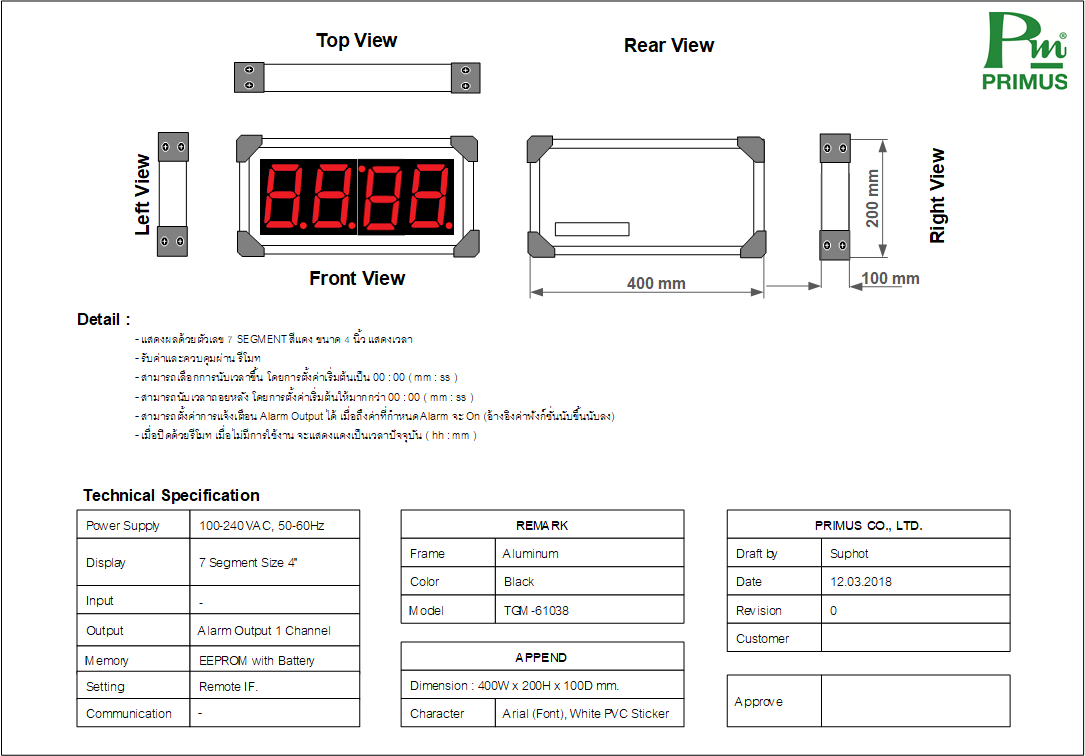 Top View
Rear View
Pm®
PRIMUS
Left View
8.8.88.
Front View
400 mm
200 mm
100 mm
Right View
Detail :
- แสดงผลด้วยตัวเลข 7 SEGMENT สีแดง ขนาด 4 นิ้ว แสดงเวลา
- รับค่าและควบคุมผ่าน รีโมท
- สามารถเลือกการนับเวลาขึ้น โดยการตั้งค่าเริ่มต้นเป็น 00 : 00 ( mm : ss )
- สามารถนับเวลาถอยหลัง โดยการตั้งค่าเริ่มต้นให้มากกว่า 00 : 00 ( mm : ss )
- สามารถตั้งค่าการแจ้งเตือน Alarm Output ได้ เมื่อถึงค่าที่กำหนด Alarm จะ On (อ้างอิงค่าฟังก์ชั่นนับขึ้นนับลง)
- เมื่อปิดด้วยรีโมท เมื่อไม่มีการใช้งาน จะแสดงแดงเป็นเวลาปัจจุบัน ( hh : mm )
Technical Specification
Power Supply 100-240 VAC, 50-60Hz
Display 7 Segment Size 4"
Input -
Output Alarm Output 1 Channel
Memory EEPROM with Battery
Setting Remote IF.
Communication -
REMARK
Frame Aluminum
Color Black
Model TGM-61038
APPEND
Dimension : 400W x 200H x 100D mm.
Character Arial (Font), White PVC Sticker
PRIMUS CO., LTD.
Draft by Suphot
Date 12.03.2018
Revision 0
Customer
Approve